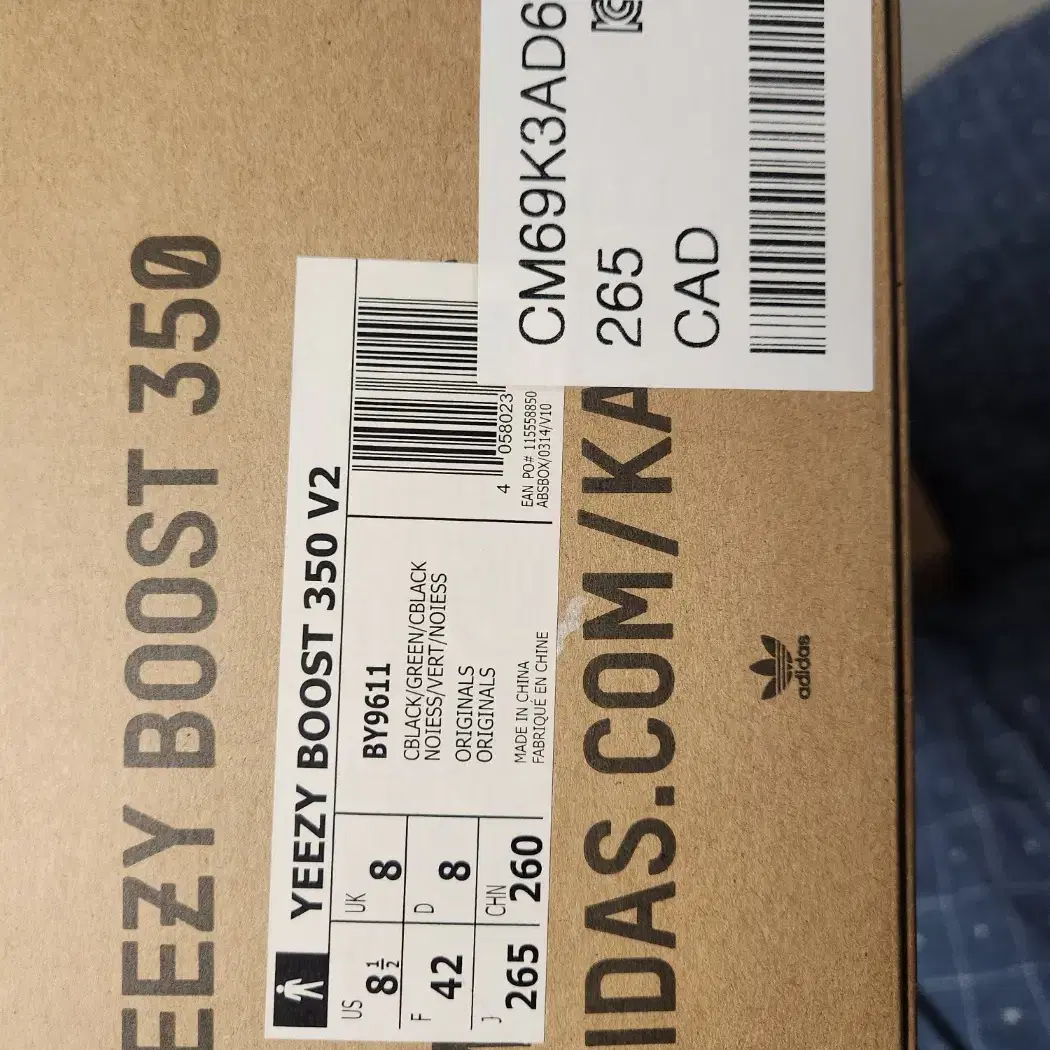 EEZY BOOST 350
YEEZY BOOST 350 V2
US
8½
UK
8
F
42
D
8
J
265
CHN
260
BY9611
CBLACK/GREEN/CBLACK
NOIESS/VERT/NOIESS
ORIGINALS
ORIGINALS
MADE IN CHINA
FABRIQUÉ EN CHINE
4 058023
EAN PO# 115558850
ABSBOX/0314/V10
CM69K3AD6
265
CAD
IDAS.COM/KA
adidas